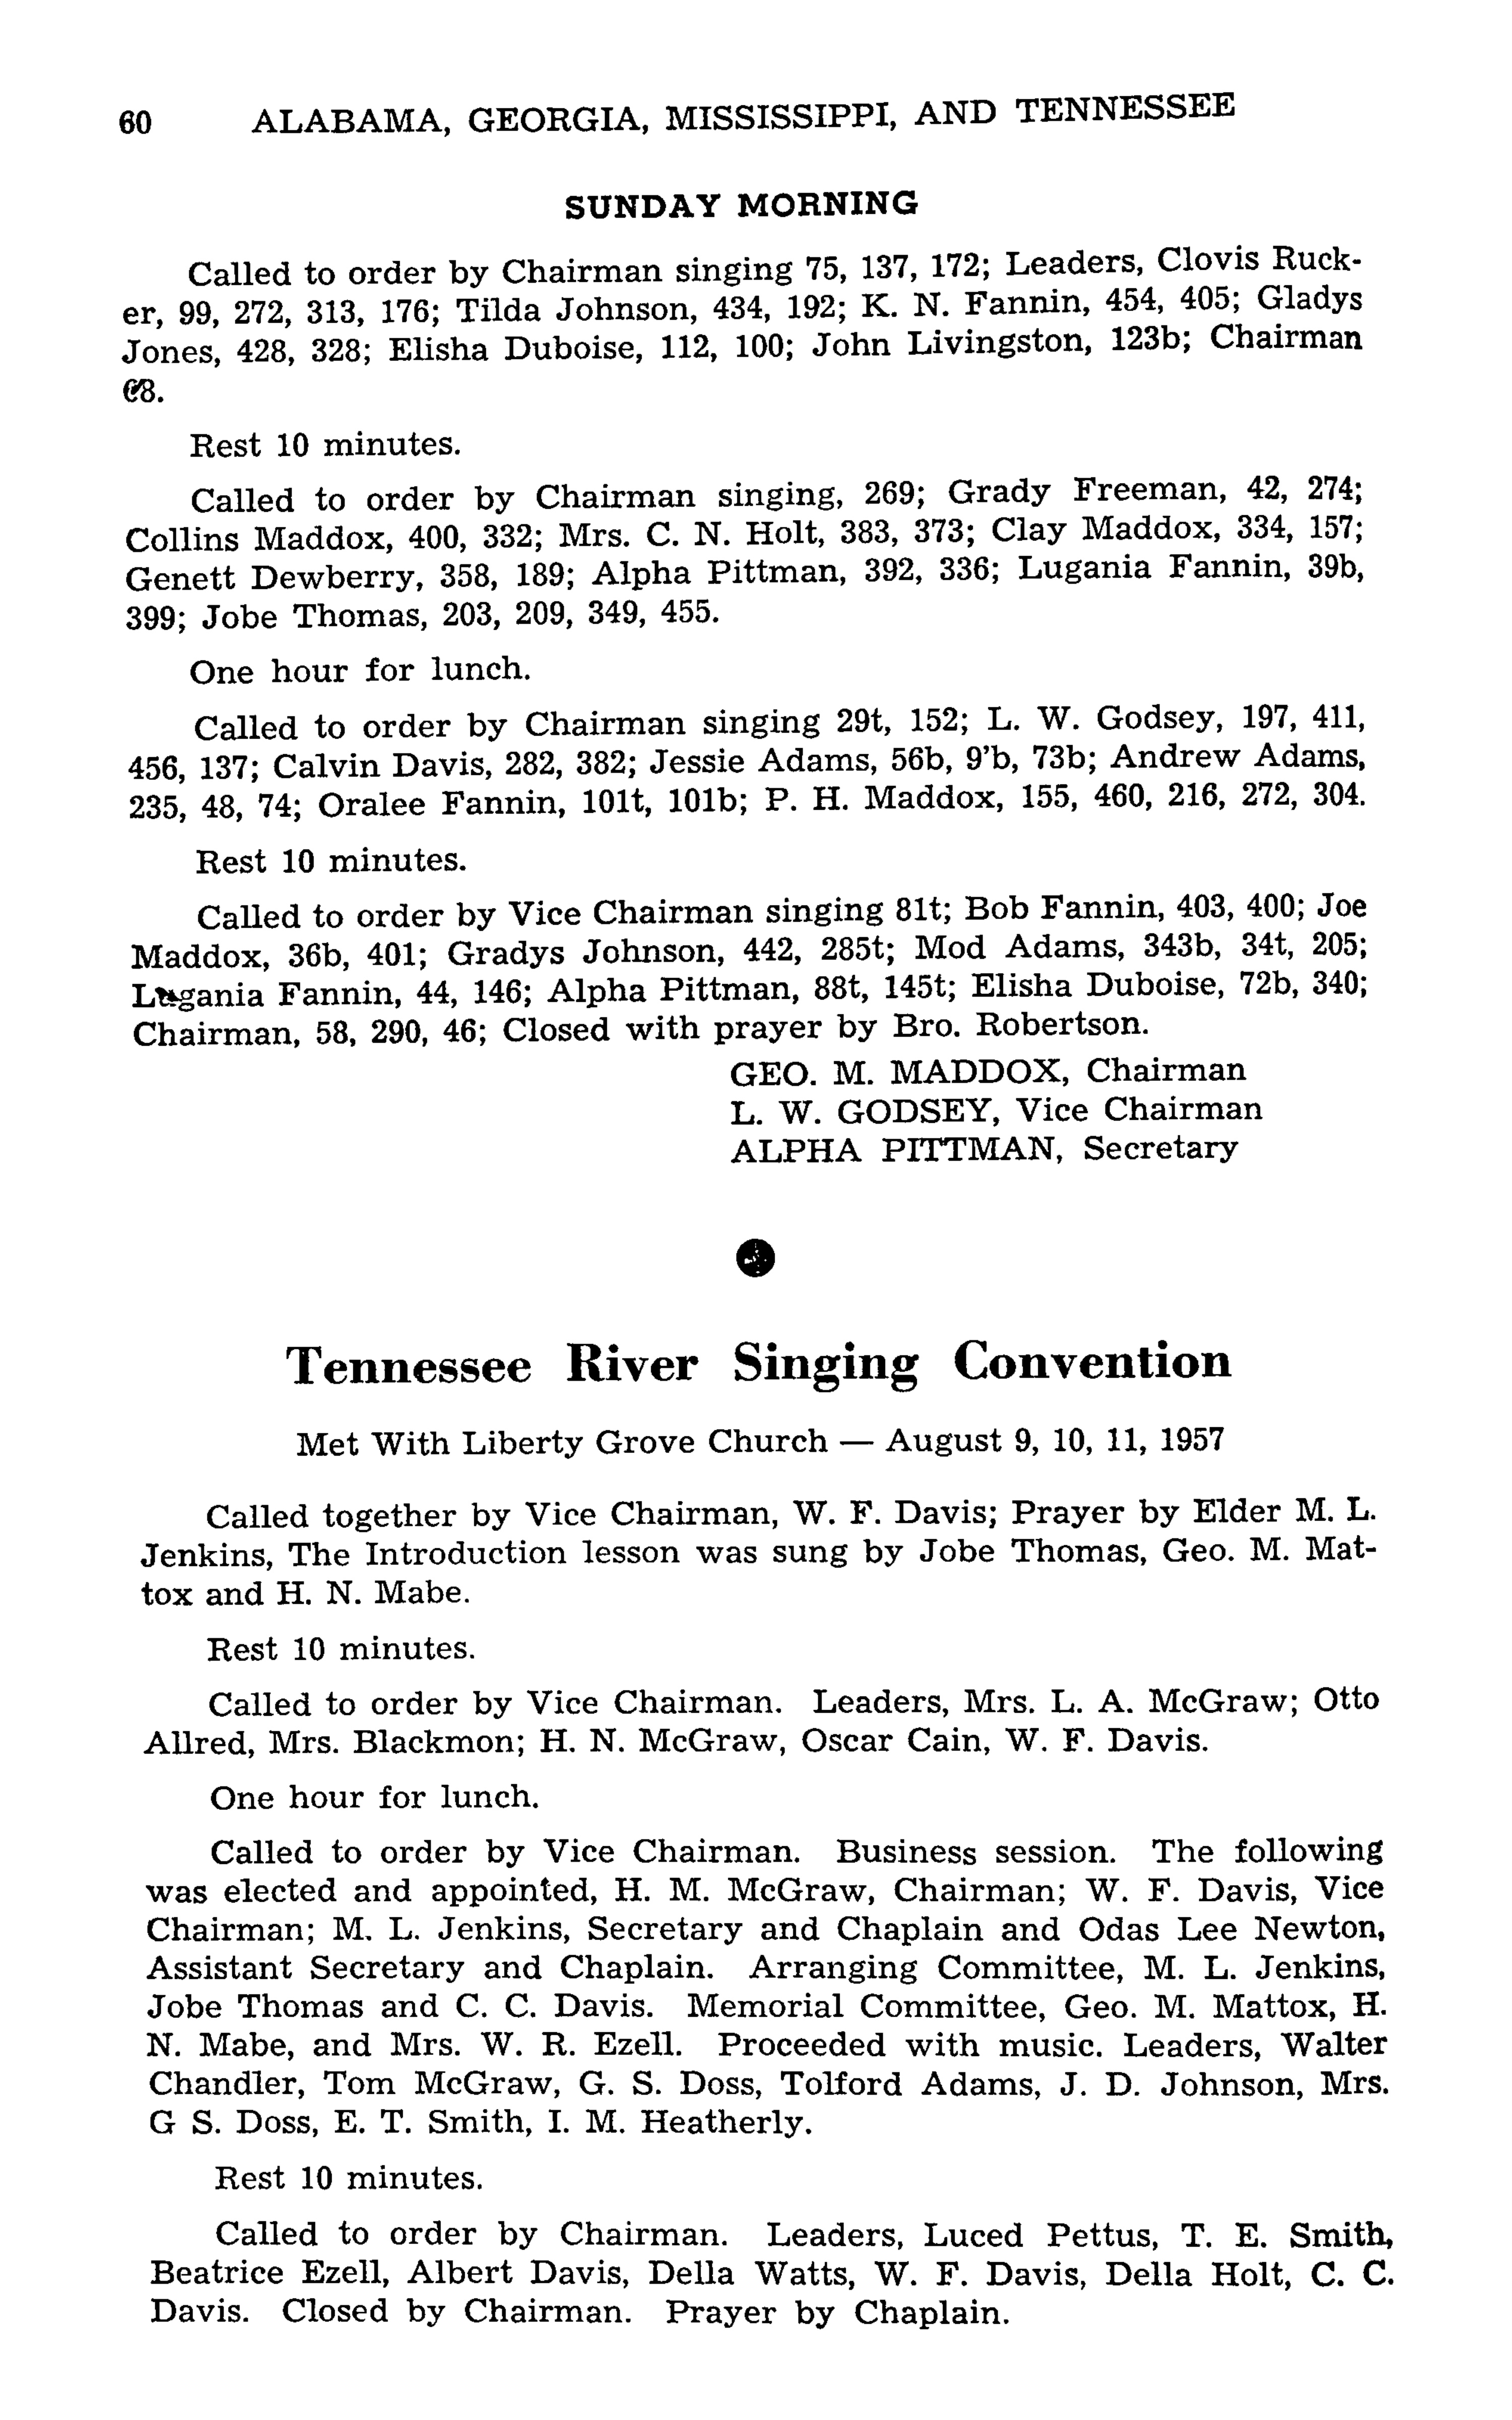 60 ALABAMA, GEORGIA, MISSISSIPPI, AND TENNESSEE
SUNDAY MORNING
Called to order by Chairman singing 75, 137, 172; Leaders, Clovis Ruck-
er, 99, 272, 313, 176; Tilda Johnson, 434, 192; K. N. Fannin, 454, 405; Gladys
Jones, 428, 328; Elisha Duboise, 112, 100; John Livingston, 123b; Chairman
Rest 10 minutes.
Called to order by Chairman singing, 269; Grady Freeman, 42, 274;
Collins Maddox, 400, 332; Mrs. C. N. Holt, 383, 373; Clay Maddox, 334, 157;
Genett Dewberry, 358, 189; Alpha Pittman, 392, 336; Lugania Fannin, 39b,
399; Jobe Thomas, 203, 209, 349, 455.
One hour for lunch.
Called to order by Chairman singing 29t, 152; L. W. Godsey, 197, 411,
456, 137; Calvin Davis, 282, 382; Jessie Adams, 56b, 9'b, 73b; Andrew Adams,
235, 48, 74; Oralee Fannin, 101t, 101b; P. H. Maddox, 155, 460, 216, 272, 304.
Rest 10 minutes.
Called to order by Vice Chairman singing 81t; Bob Fannin, 403, 400; Joe
Maddox, 36b, 401; Gradys Johnson, 442, 285t; Mod Adams, 343b, 34t, 205;
Lugania Fannin, 44, 146; Alpha Pittman, 88t, 145t; Elisha Duboise, 72b, 340;
Chairman, 58, 290, 46; Closed with prayer by Bro. Robertson.
GEO. M. MADDOX, Chairman
L. W. GODSEY, Vice Chairman
ALPHA PITTMAN, Secretary
Tennessee River Singing Convention
Met With Liberty Grove Church — August 9, 10, 11, 1957
Called together by Vice Chairman, W. F. Davis; Prayer by Elder M. L.
Jenkins, The Introduction lesson was sung by Jobe Thomas, Geo. M. Mat-
tox and H. N. Mabe.
Rest 10 minutes.
Called to order by Vice Chairman. Leaders, Mrs. L. A. McGraw; Otto
Allred, Mrs. Blackmon; H. N. McGraw, Oscar Cain, W. F. Davis.
One hour for lunch.
Called to order by Vice Chairman. Business session. The following
was elected and appointed, H. M. McGraw, Chairman; W. F. Davis, Vice
Chairman; M. L. Jenkins, Secretary and Chaplain and Odas Lee Newton,
Assistant Secretary and Chaplain. Arranging Committee, M. L. Jenkins,
Jobe Thomas and C. C. Davis. Memorial Committee, Geo. M. Mattox, H.
N. Mabe, and Mrs. W. R. Ezell. Proceeded with music. Leaders, Walter
Chandler, Tom McGraw, G. S. Doss, Tolford Adams, J. D. Johnson, Mrs.
G S. Doss, E. T. Smith, I. M. Heatherly.
Rest 10 minutes.
Called to order by Chairman. Leaders, Luced Pettus, T. E. Smith,
Beatrice Ezell, Albert Davis, Della Watts, W. F. Davis, Della Holt, C. C.
Davis. Closed by Chairman. Prayer by Chaplain.